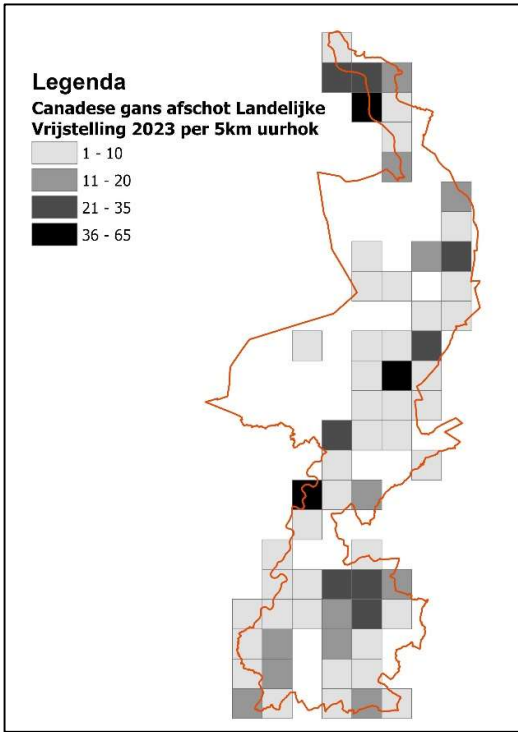 Legenda
Canadese gans afschot Landelijke
Vrijstelling 2023 per 5km uurhok
1 - 10
11 - 20
21 - 35
36 - 65